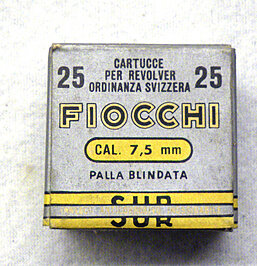 25 CARTUCCE 25
PER REVOLVER
ORDINANZA SVIZZERA
FIOCCHI
CAL. 7,5 mm
PALLA BLINDATA